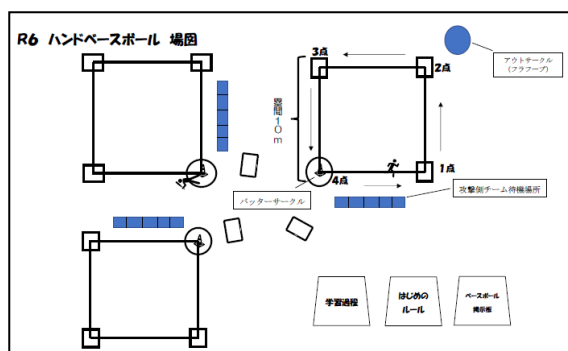 R6 ハンドベースボール 場図
3点
2点
アウトサークル
(フラフープ)
塁間10m
1点
4点
バッターサークル
攻撃側チーム待機場所
学習過程
はじめの
ルール
ベースボール
掲示板